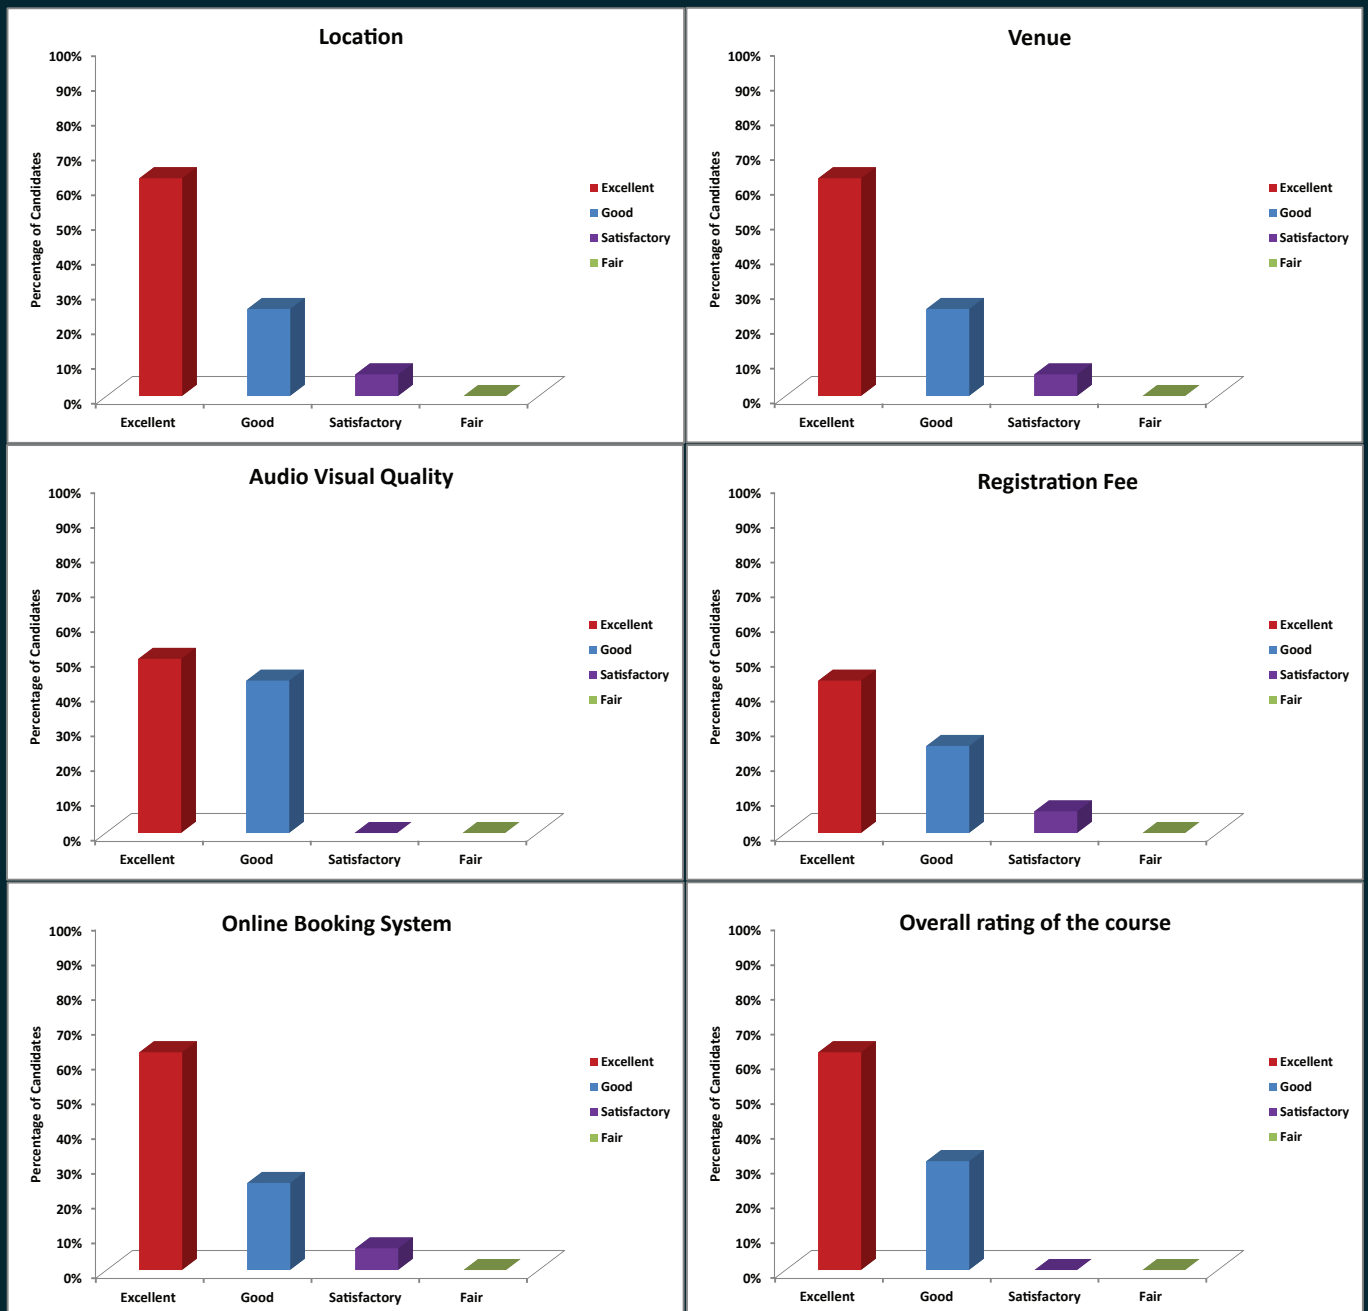 Location
100%
90%
80%
70%
60%
50%
40%
30%
20%
10%
0%
Percentage of Candidates
Excellent Good Satisfactory Fair
Excellent
Good
Satisfactory
Fair
Venue
100%
90%
80%
70%
60%
50%
40%
30%
20%
10%
0%
Percentage of Candidates
Excellent Good Satisfactory Fair
Excellent
Good
Satisfactory
Fair
Audio Visual Quality
100%
90%
80%
70%
60%
50%
40%
30%
20%
10%
0%
Percentage of Candidates
Excellent Good Satisfactory Fair
Excellent
Good
Satisfactory
Fair
Registration Fee
100%
90%
80%
70%
60%
50%
40%
30%
20%
10%
0%
Percentage of Candidates
Excellent Good Satisfactory Fair
Excellent
Good
Satisfactory
Fair
Online Booking System
100%
90%
80%
70%
60%
50%
40%
30%
20%
10%
0%
Percentage of Candidates
Excellent Good Satisfactory Fair
Excellent
Good
Satisfactory
Fair
Overall rating of the course
100%
90%
80%
70%
60%
50%
40%
30%
20%
10%
0%
Percentage of Candidates
Excellent Good Satisfactory Fair
Excellent
Good
Satisfactory
Fair